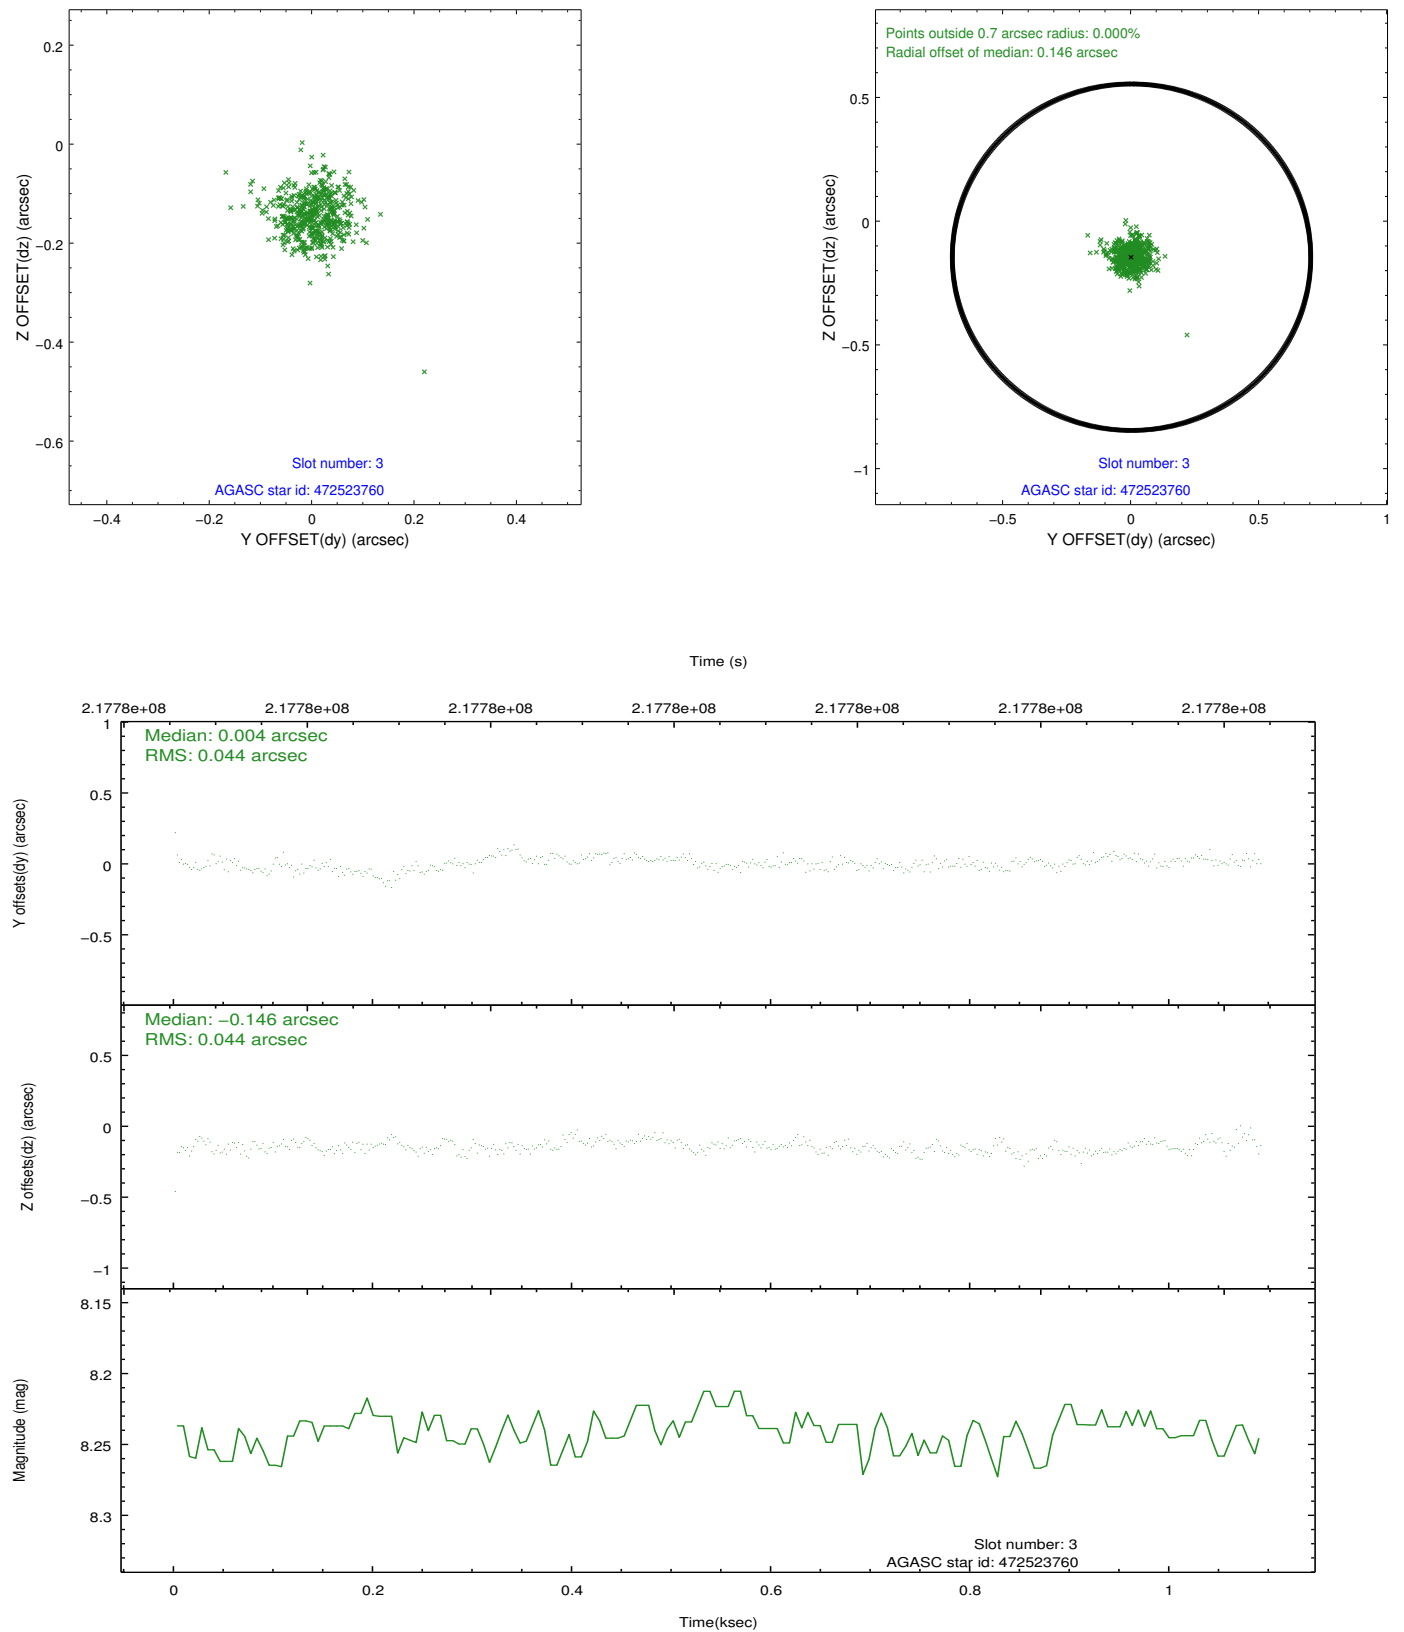 0.2
0
−0.2
−0.4
−0.6
Z OFFSET(dz) (arcsec)
Slot number: 3
AGASC star id: 472523760
−0.4 −0.2 0 0.2 0.4
Y OFFSET(dy) (arcsec)
Points outside 0.7 arcsec radius: 0.000%
Radial offset of median: 0.146 arcsec
0.5
0
−0.5
−1
Z OFFSET(dz) (arcsec)
Slot number: 3
AGASC star id: 472523760
−0.5 0 0.5 1
Y OFFSET(dy) (arcsec)
Time (s)
2.1778e+08 2.1778e+08 2.1778e+08 2.1778e+08 2.1778e+08 2.1778e+08 2.1778e+08
Median: 0.004 arcsec
RMS: 0.044 arcsec
1
0.5
0
−0.5
Y offsets(dy) (arcsec)
Median: −0.146 arcsec
RMS: 0.044 arcsec
0.5
0
−0.5
−1
Z offsets(dz) (arcsec)
8.15
8.2
8.25
8.3
Magnitude (mag)
Slot number: 3
AGASC star id: 472523760
0 0.2 0.4 0.6 0.8 1
Time(ksec)